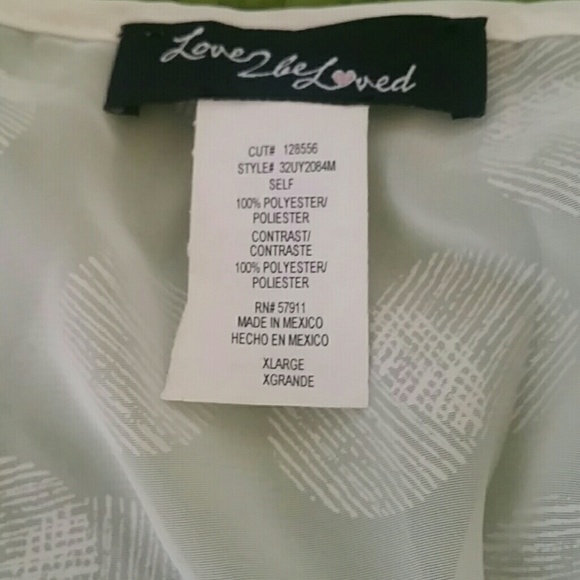 Love2beLoved
CUT# 128556
STYLE# 32UY2084M
SELF
100% POLYESTER/
POLIESTER
CONTRAST/
CONTRASTE
100% POLYESTER/
POLIESTER
RN# 57911
MADE IN MEXICO
HECHO EN MEXICO
XLARGE
XGRANDE